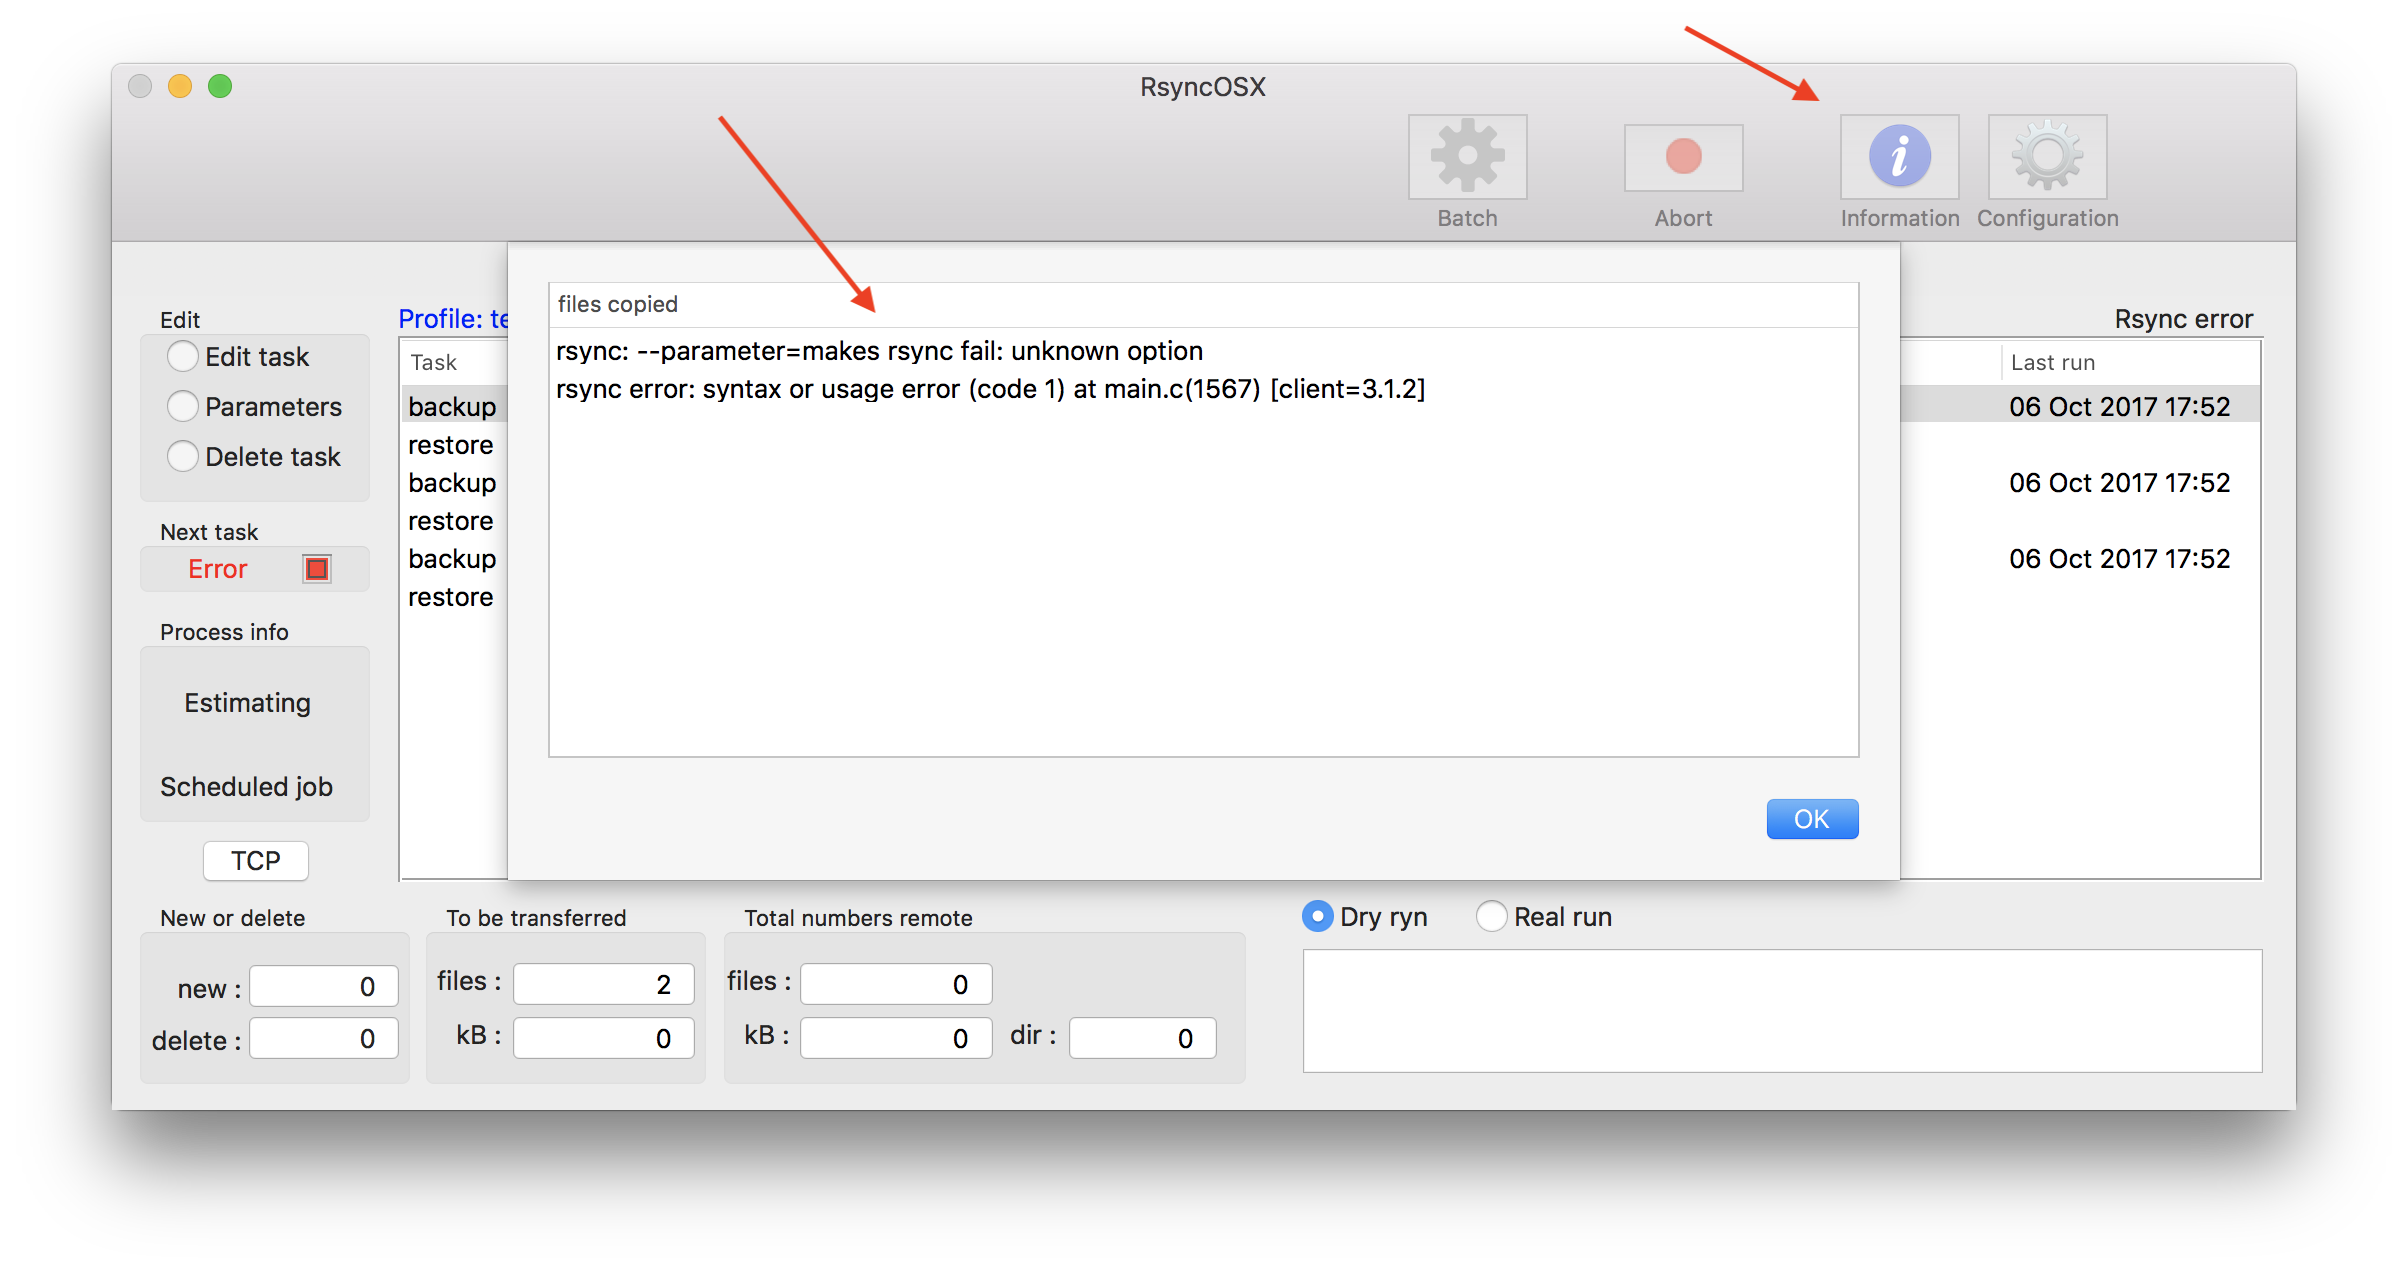 RsyncOSX
Batch
Abort
Information
Configuration
files copied
rsync: --parameter=makes rsync fail: unknown option
rsync error: syntax or usage error (code 1) at main.c(1567) [client=3.1.2]
OK
Edit
Edit task
Parameters
Delete task
Next task
Error
Process info
Estimating
Scheduled job
TCP
Profile:
Rsync error
Task
Last run
backup
06 Oct 2017 17:52
restore
backup
06 Oct 2017 17:52
restore
backup
06 Oct 2017 17:52
restore
New or delete
new : 0
delete : 0
To be transferred
files : 2
kB : 0
Total numbers remote
files : 0
kB : 0
dir : 0
Dry ryn
Real run